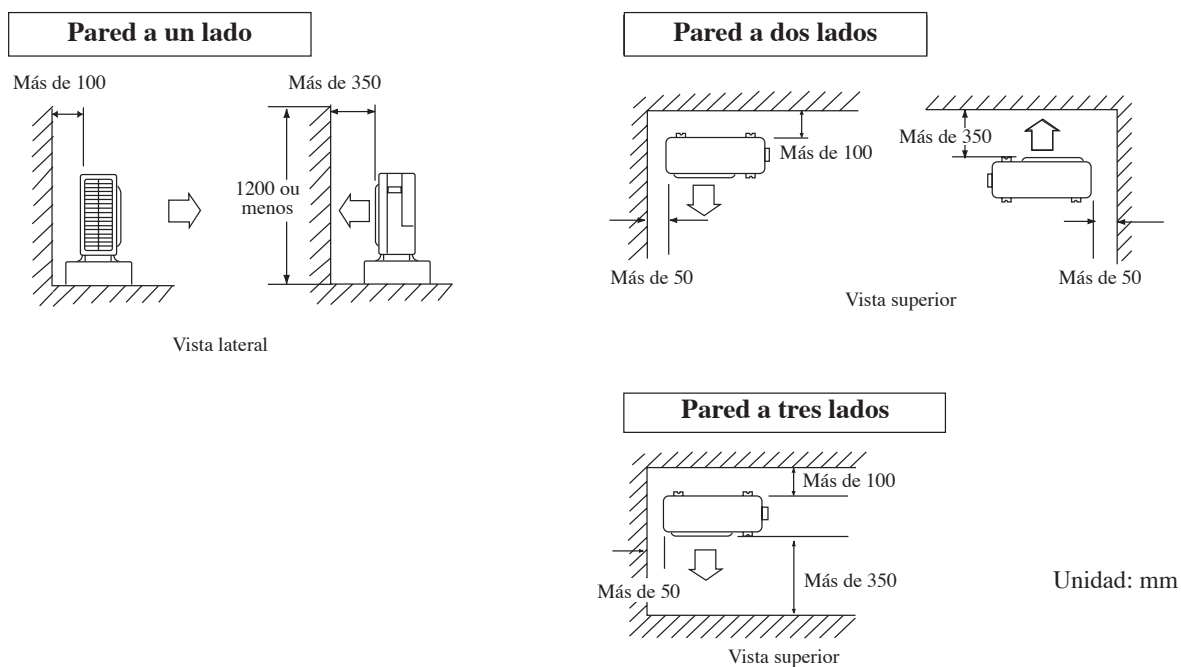 Pared a un lado
Más de 100
Más de 350
1200 ou
menos
Vista lateral
Pared a dos lados
Más de 100
Más de 50
Más de 350
Más de 50
Vista superior
Pared a tres lados
Más de 100
Más de 50
Más de 350
Vista superior
Unidad: mm